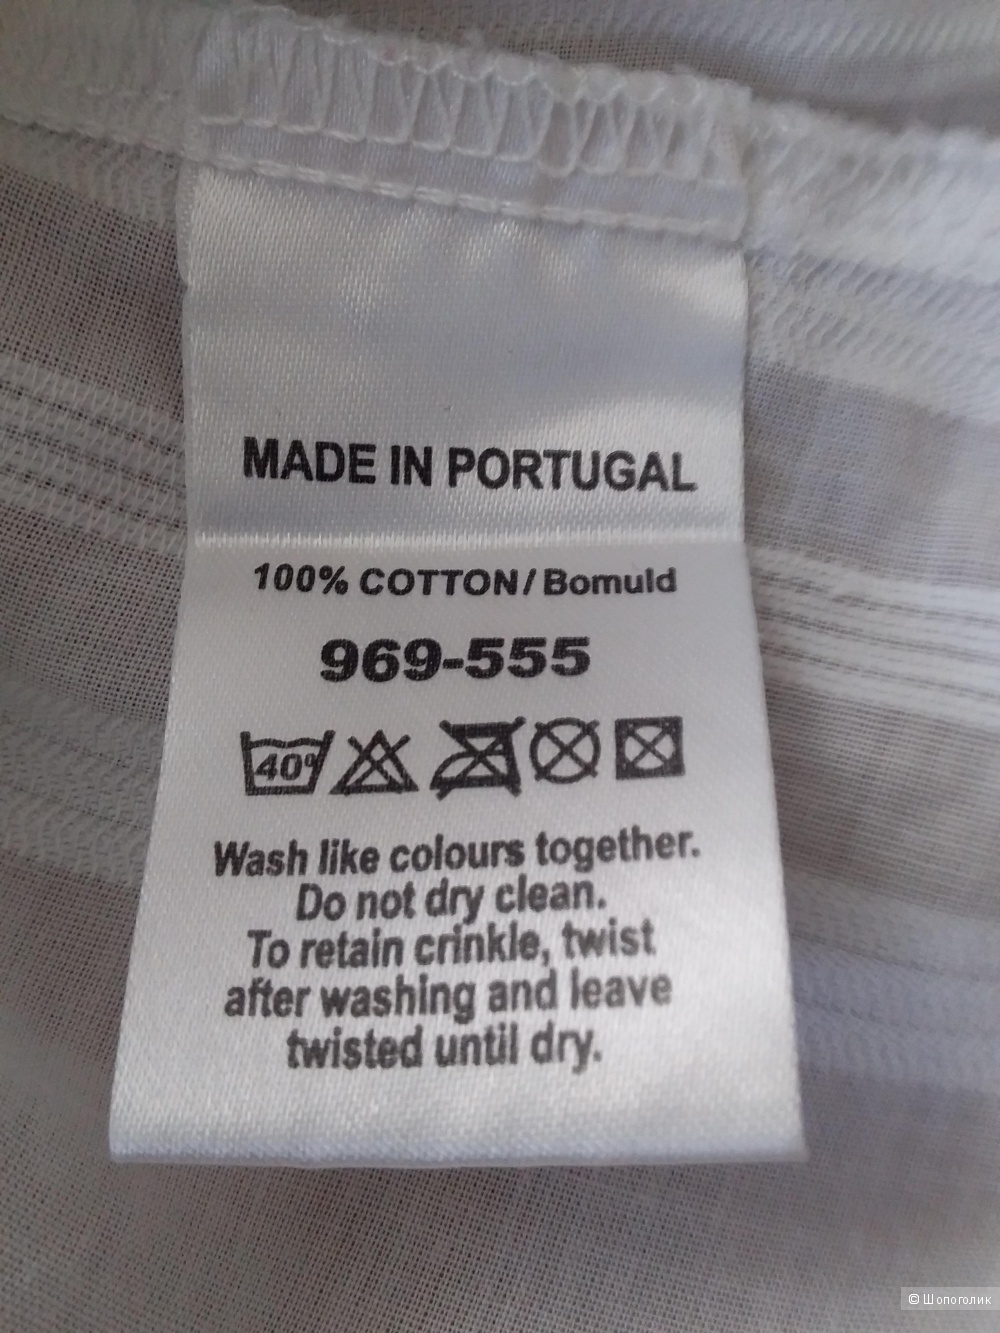 MADE IN PORTUGAL
100% COTTON/Bomuld
969-555
40°
Wash like colours together.
Do not dry clean.
To retain crinkle, twist
after washing and leave
twisted until dry.
© Шопоголик